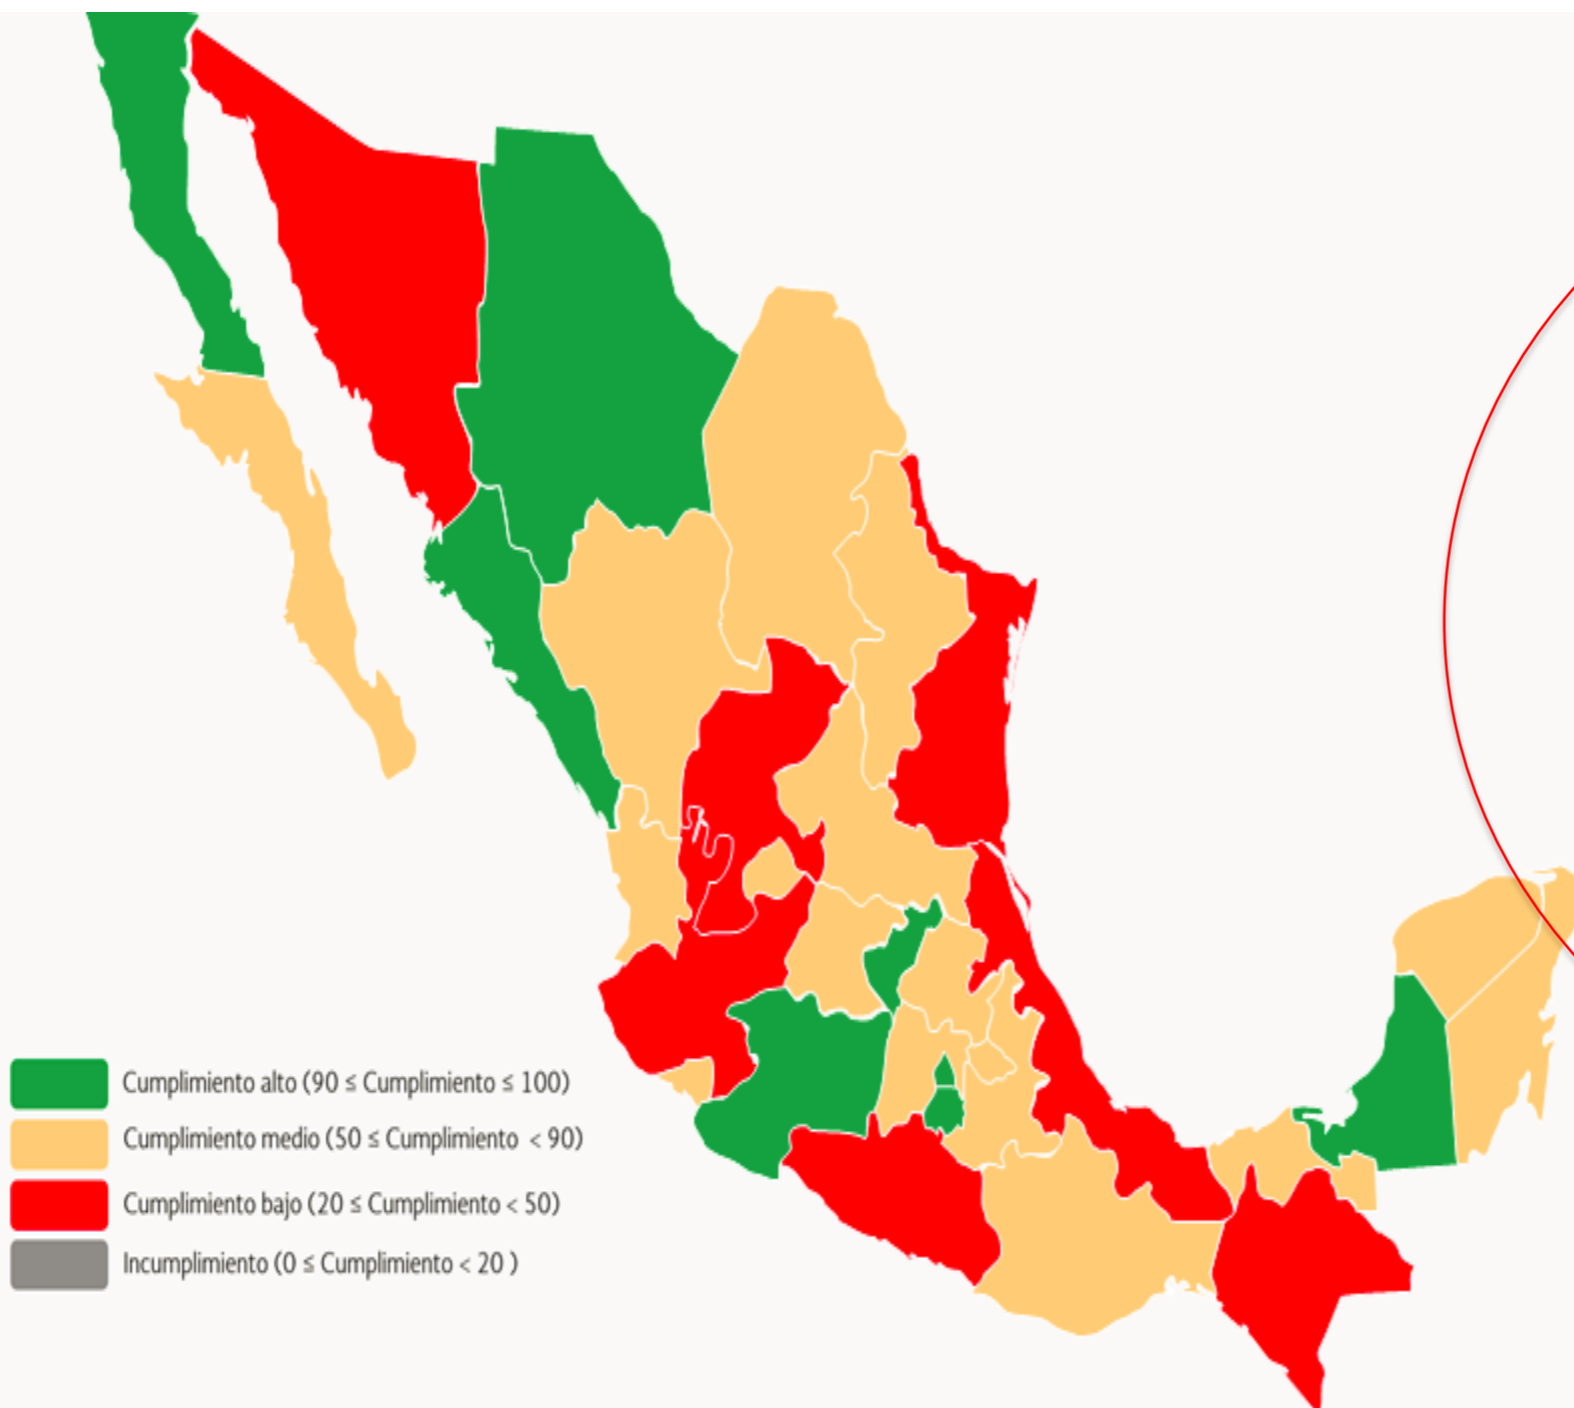 Cumplimiento alto (90 ≤ Cumplimiento ≤ 100)
Cumplimiento medio (50 ≤ Cumplimiento < 90)
Cumplimiento bajo (20 ≤ Cumplimiento < 50)
Incumplimiento (0 ≤ Cumplimiento < 20 )